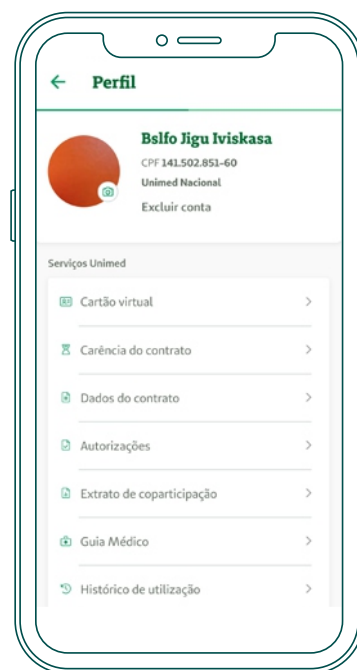 Perfil
Bslfo Jigu Iviskasa
CPF 141.502.851-60
Unimed Nacional
Excluir conta
Serviços Unimed
Cartão virtual
Carência do contrato
Dados do contrato
Autorizações
Extrato de coparticipação
Guia Médico
Histórico de utilização